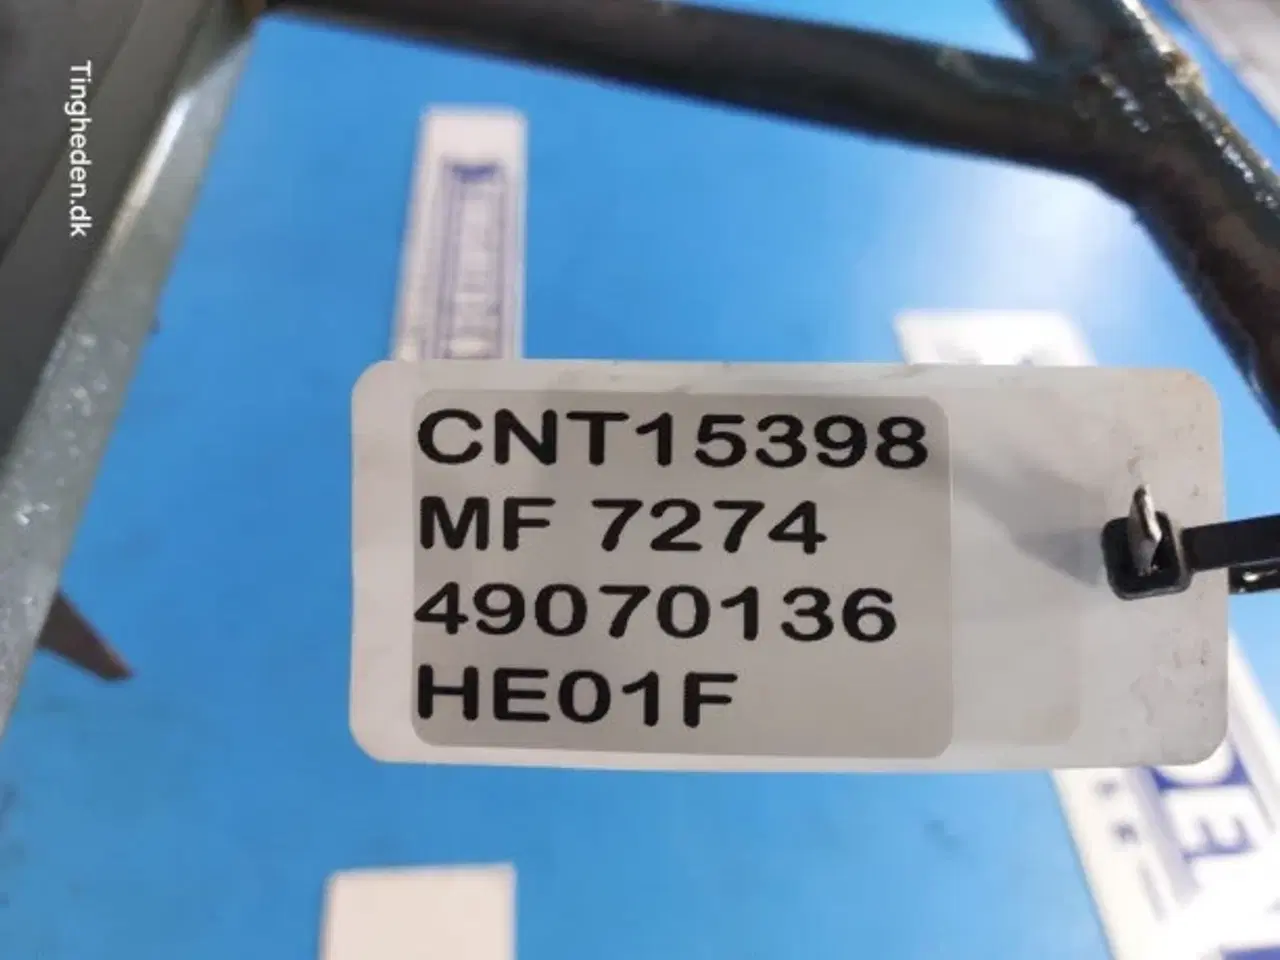 Tingheden.dk
CNT15398
MF 7274
49070136
HE01F